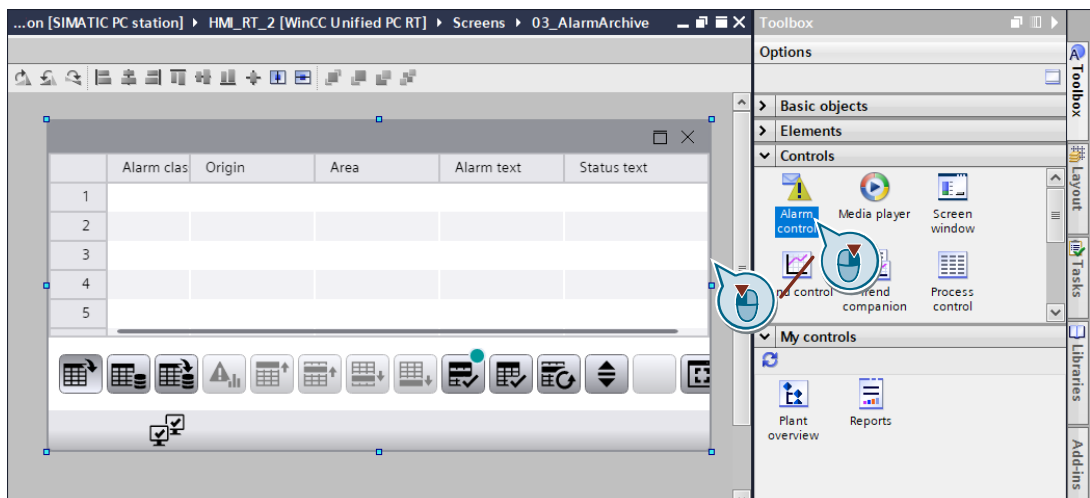 ...on [SIMATIC PC station] ▸ HMI_RT_2 [WinCC Unified PC RT] ▸ Screens ▸ 03_AlarmArchive
Toolbox
Options
Basic objects
Elements
Controls
Alarm control
Media player
Screen window
control
Trend companion
Process control
My controls
Plant overview
Reports
Alarm clas Origin Area Alarm text Status text
1
2
3
4
5
Toolbox
Layout
Tasks
Libraries
Add-ins